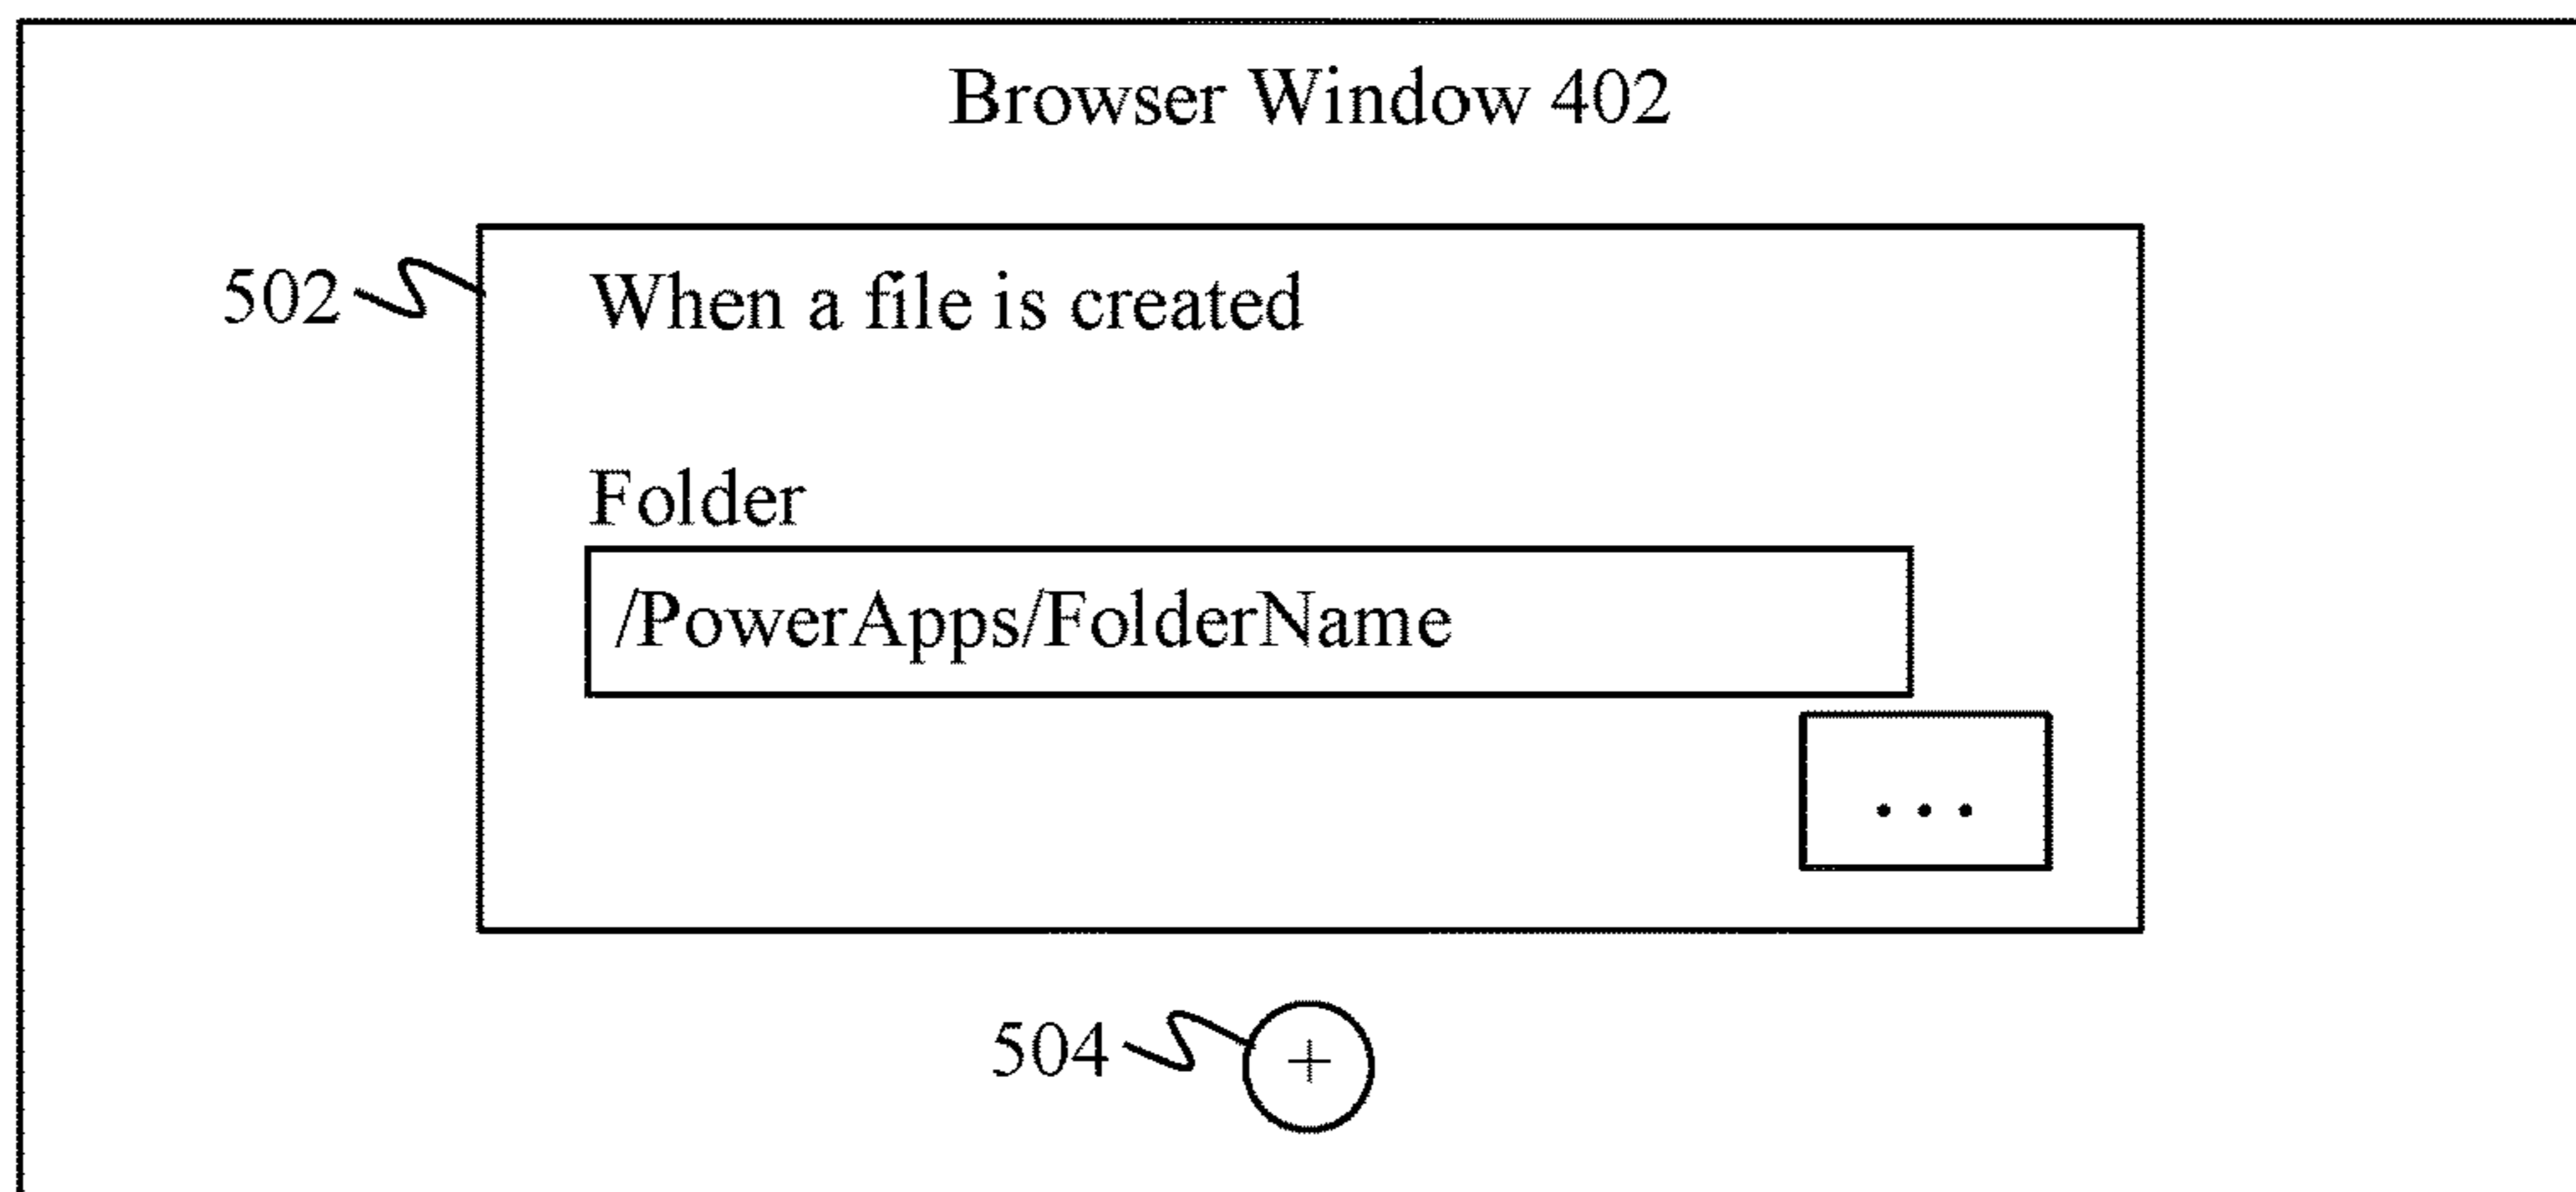 Browser Window 402
502
When a file is created
Folder
/PowerApps/FolderName
...
504
+